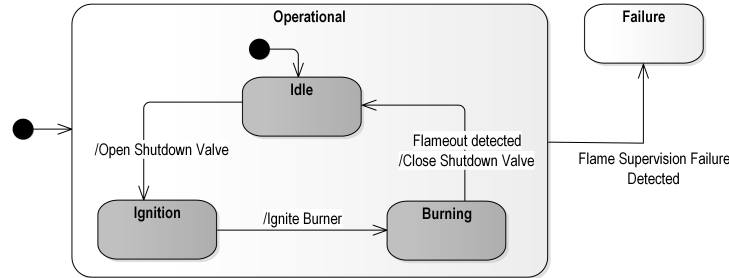 Operational
Failure
Idle
/Open Shutdown Valve
Flameout detected
/Close Shutdown Valve
Flame Supervision Failure
Detected
Ignition
/Ignite Burner
Burning